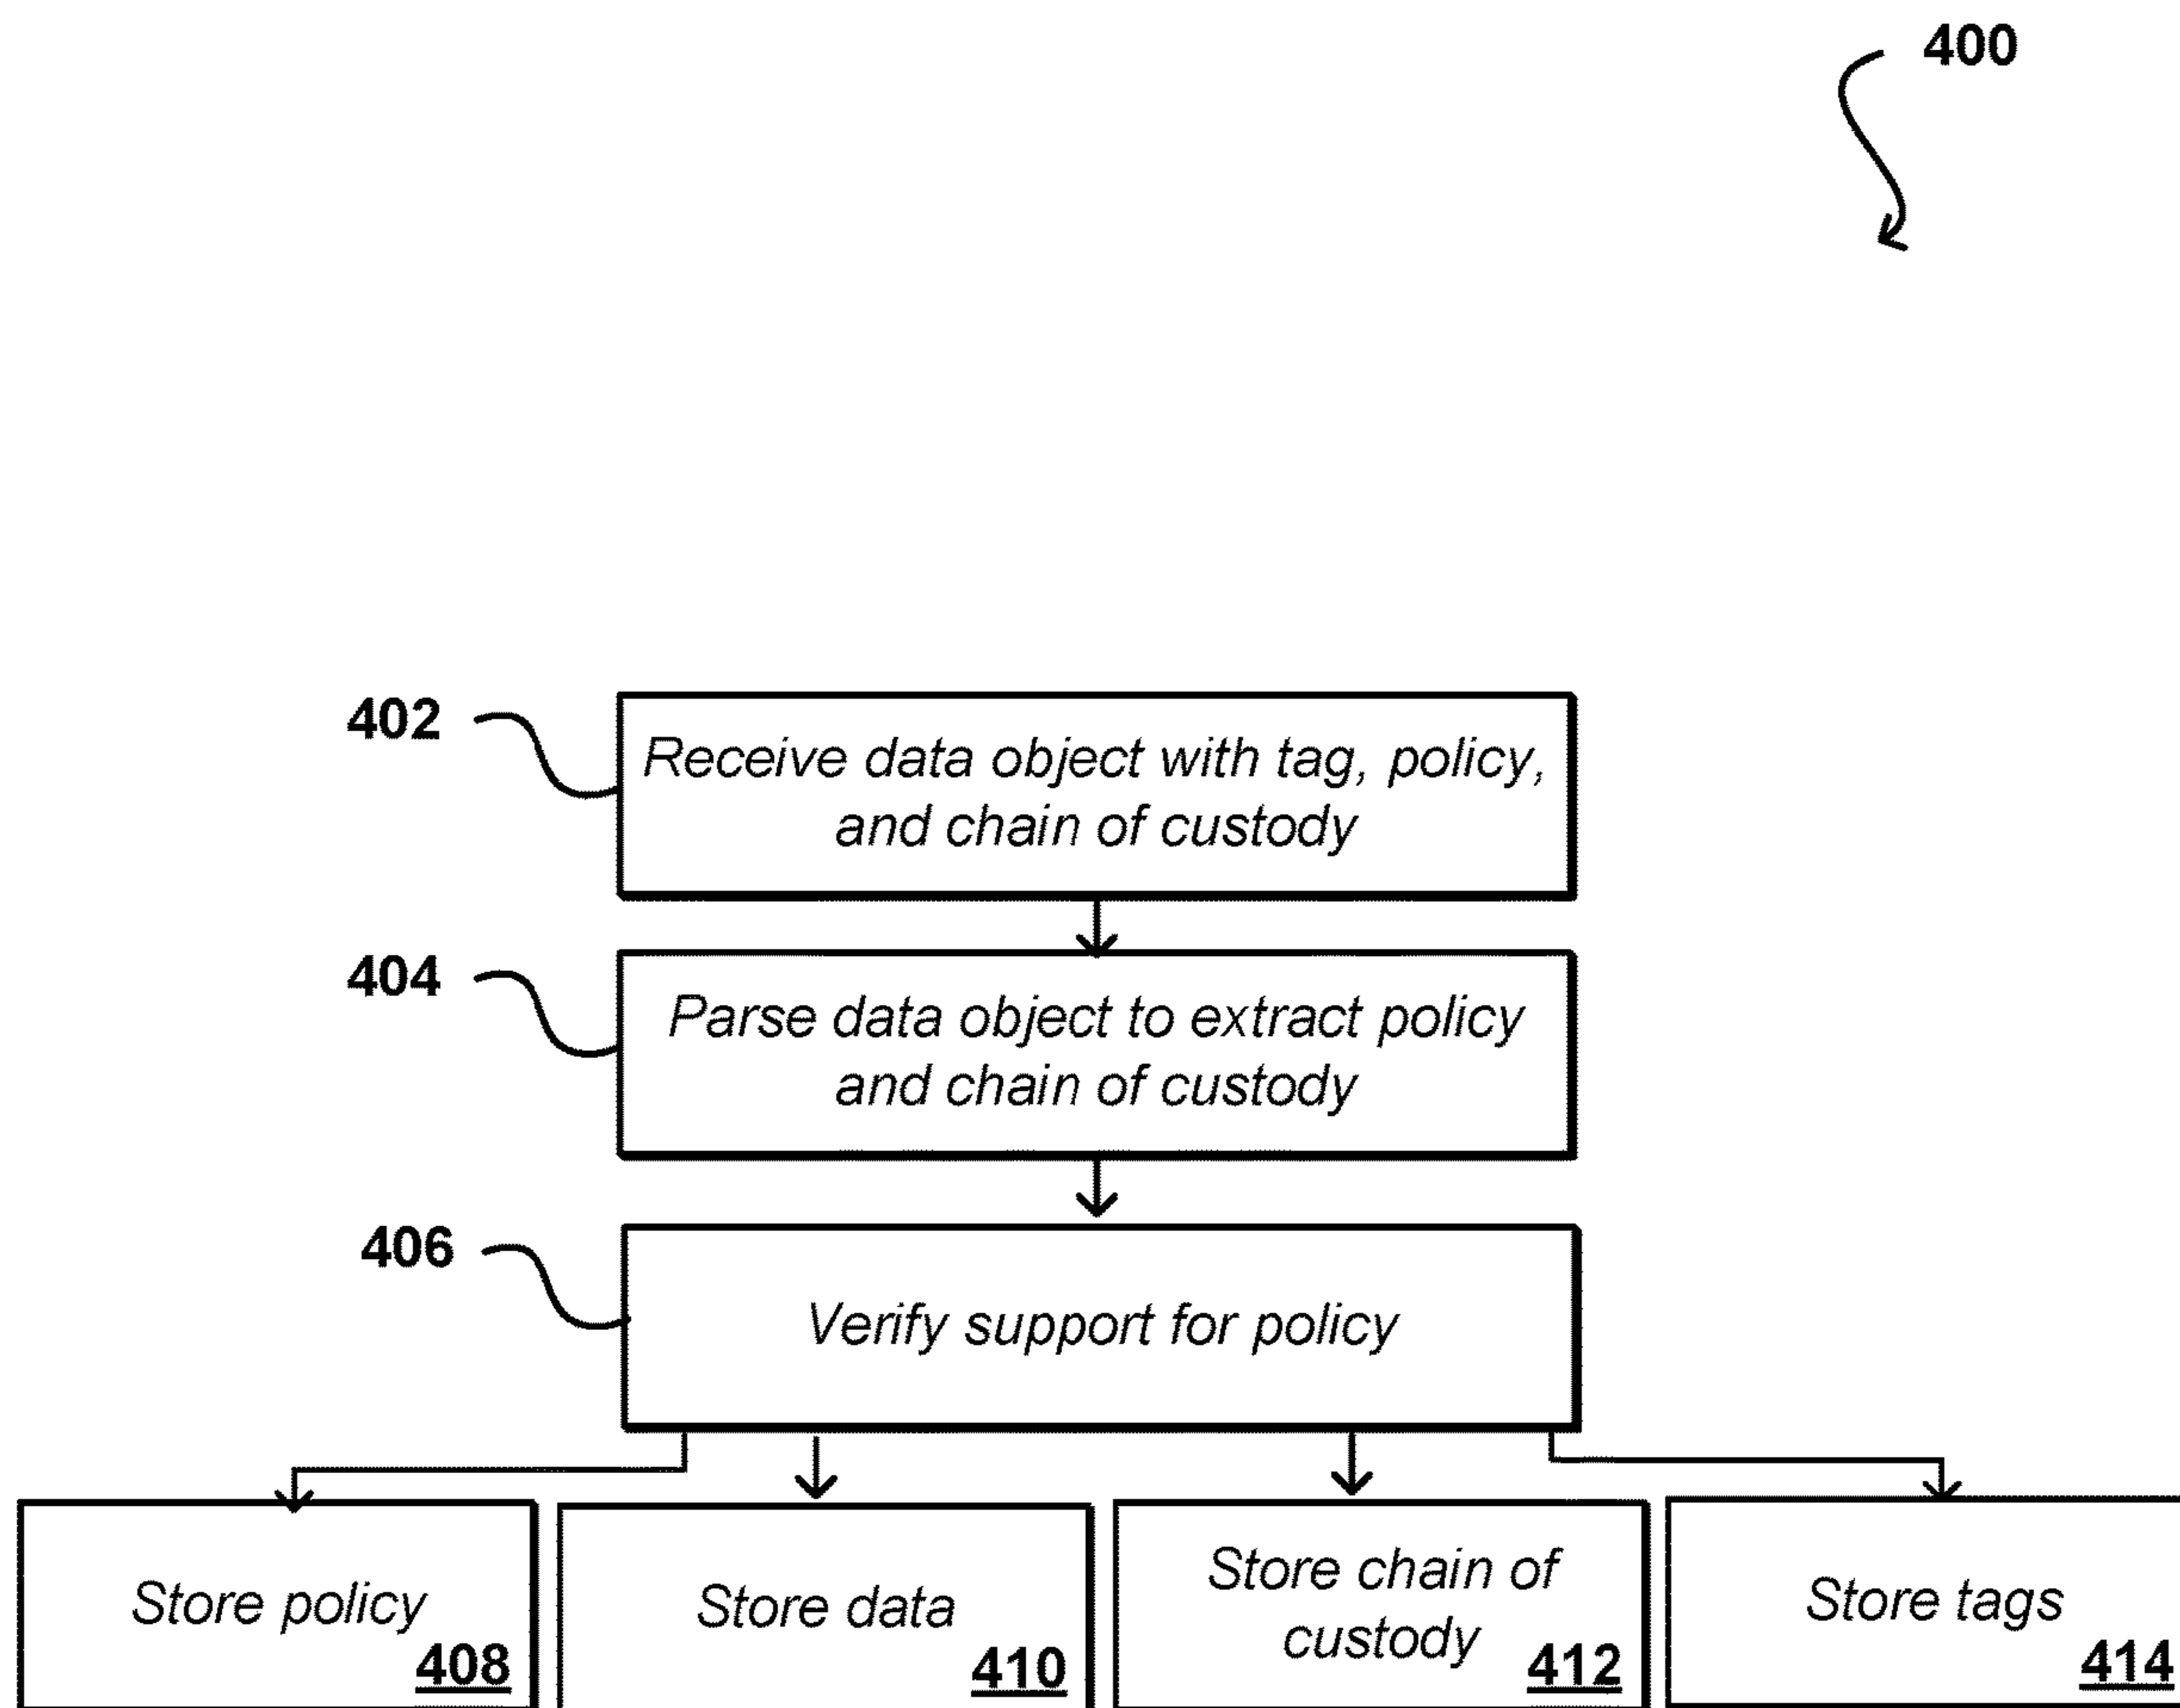 400
402
Receive data object with tag, policy,
and chain of custody
404
Parse data object to extract policy
and chain of custody
406
Verify support for policy
Store policy
408
Store data
410
Store chain of
custody
412
Store tags
414